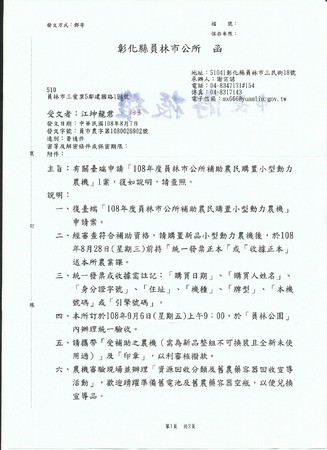 發文方式：郵寄
檔　號：
保存年限：
彰化縣員林市公所　函
地址：51041彰化縣員林市三民街18號
承辦人：謝宗諺
電話：04-8347171#154
傳真：04-8317143
510
員林市三愛里5鄰建國路194號
受文者：江坤龍君
發文日期：中華民國108年8月7日
發文字號：員市農字第1080026902號
速別：普通件
密等及解密條件或保密期限：
附件：
主旨：有關臺端申請「108年度員林市公所補助農民購置小型動力
農機」1案，復如說明，請查照。
說明：
一、復臺端「108年度員林市公所補助農民購置小型動力農機」
申請案。
二、經審查符合補助資格，請購置新品小型動力農機後，於108
年8月28日(星期三)前持「統一發票正本」或「收據正本」
送本所農業課。
三、統一發票或收據需註記：「購買日期」、「購買人姓名」、
「身分證字號」、「住址」、「機種」、「牌型」、「本機
號碼」或「引擎號碼」。
四、本所訂於108年9月6日(星期五)上午9：00，於「員林公園」
內辦理統一驗收。
五、請攜帶「受補助之農機（需為新品整組不可換裝且全新未使
用過）」及「印章」，以利審核撥款。
六、農機審驗現場並辦理「資源回收分類及舊農藥容器回收宣導
活動」，歡迎踴躍準備舊電池及舊農藥容器空瓶，以便兌換
宣導品。
裝
訂
線
第1頁　共2頁